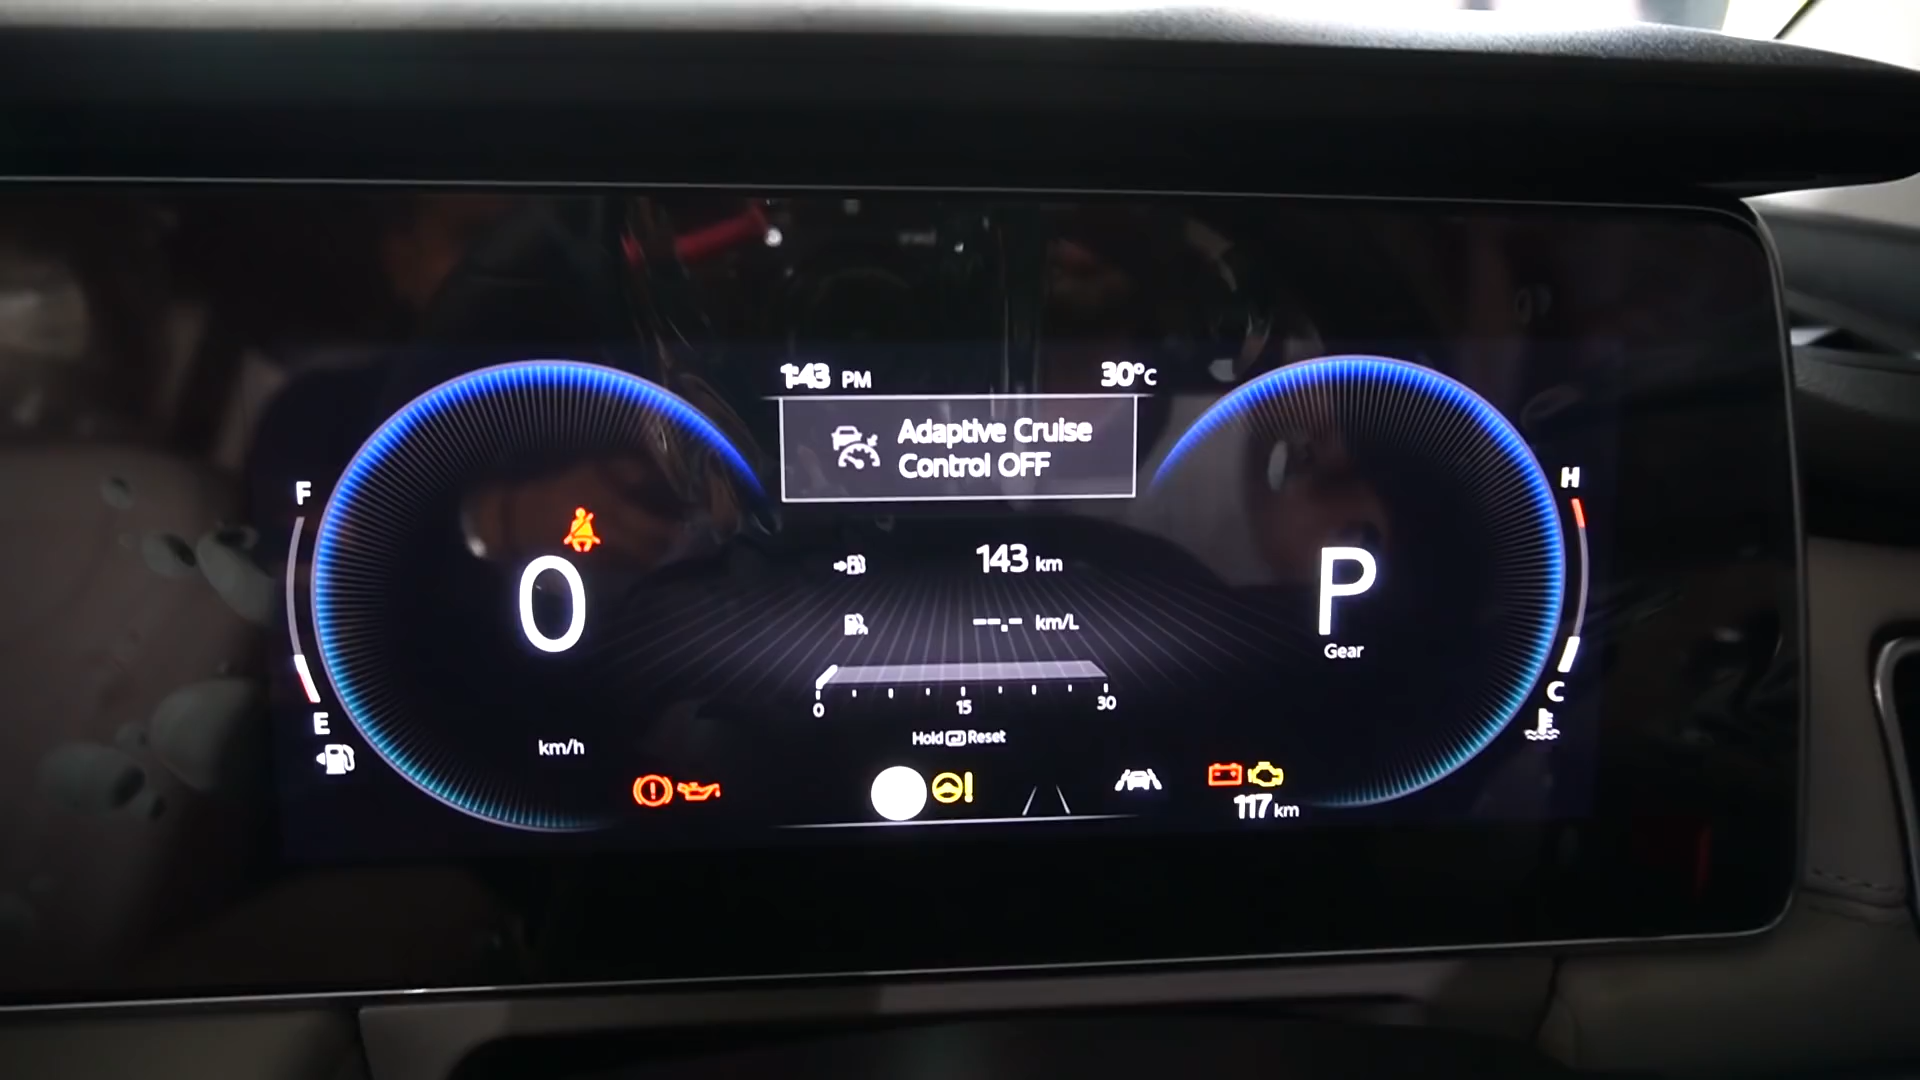 1:43 PM 30°C
Adaptive Cruise
Control OFF
F
H
143 km
0
P
--.- km/L
Gear
E
C
0 15 30
Hold Reset
km/h
117 km